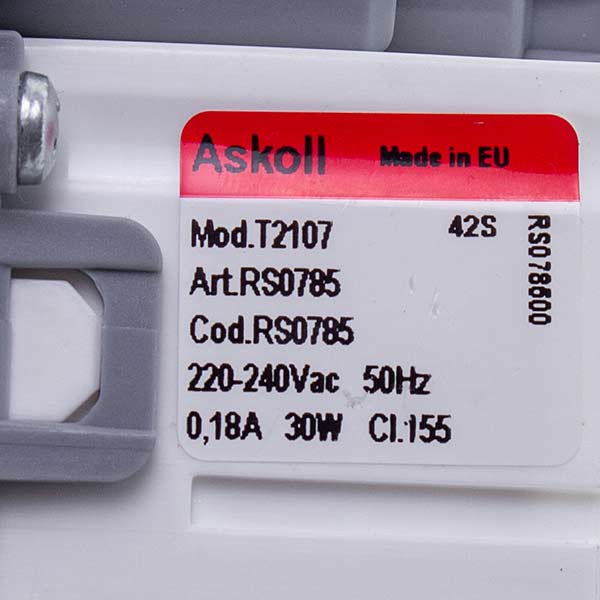 Askoll Made in EU
Mod.T2107 42S
Art.RS0785
Cod.RS0785
220-240Vac 50Hz
0,18A 30W Cl.155
RS078500